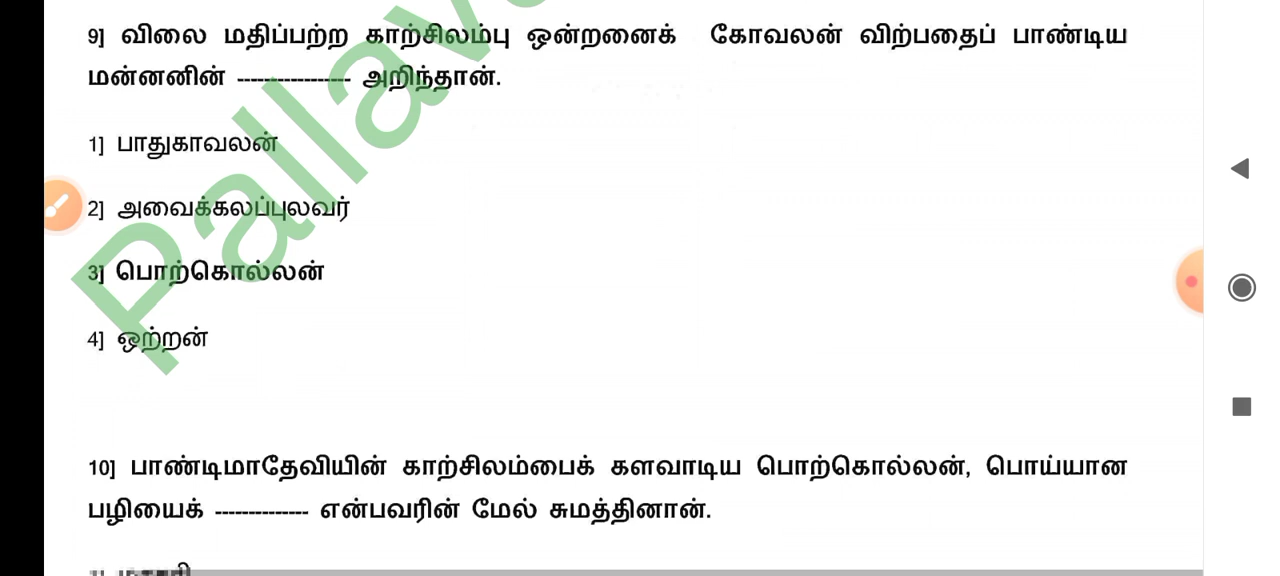 9] விலை மதிப்பற்ற காற்சிலம்பு ஒன்றனைக் கோவலன் விற்பதைப் பாண்டிய
மன்னனின் ---------------- அறிந்தான்.
1] பாதுகாவலன்
2] அவைக்கலப்புலவர்
3] பொற்கொல்லன்
4] ஒற்றன்
10] பாண்டிமாதேவியின் காற்சிலம்பைக் களவாடிய பொற்கொல்லன், பொய்யான
பழியைக் -------------- என்பவரின் மேல் சுமத்தினான்.